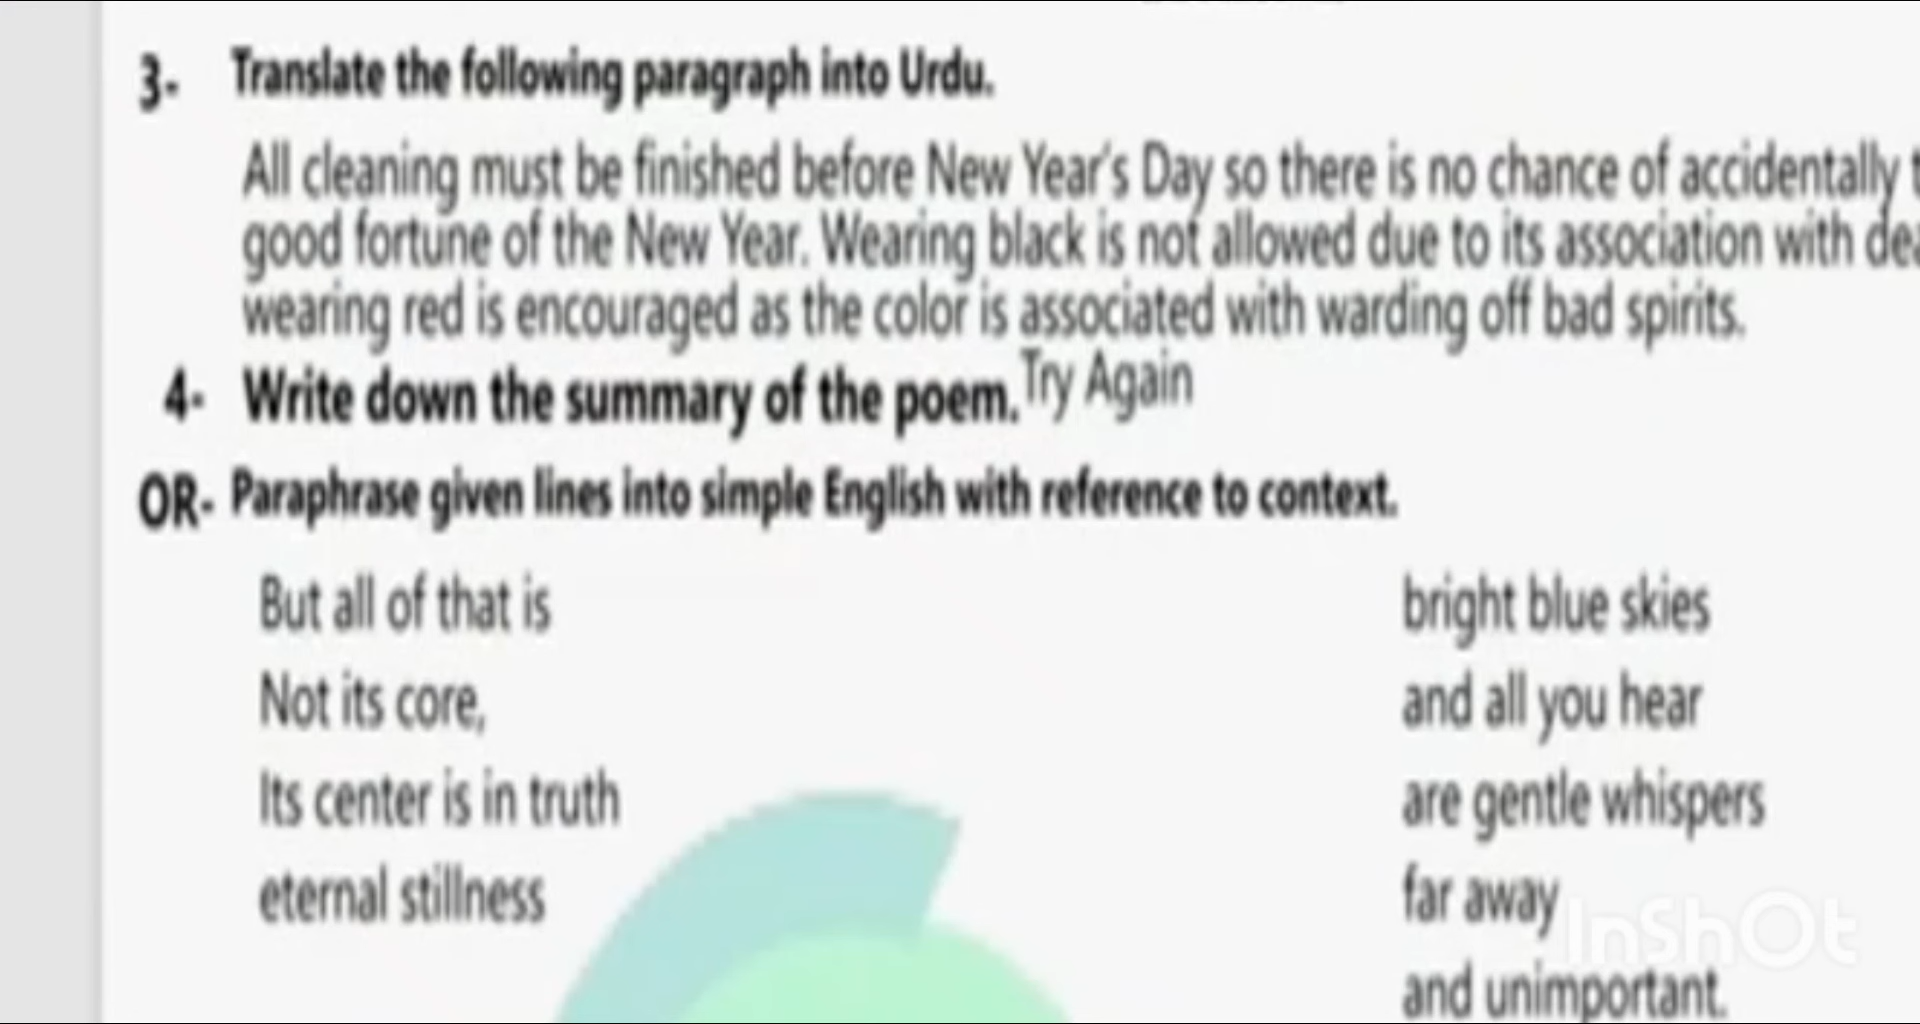 3- Translate the following paragraph into Urdu.
All cleaning must be finished before New Year's Day so there is no chance of accidentally
good fortune of the New Year. Wearing black is not allowed due to its association with
wearing red is encouraged as the color is associated with warding off bad spirits.
4- Write down the summary of the poem. Try Again
OR- Paraphrase given lines into simple English with reference to context.
But all of that is
Not its core,
Its center is in truth
eternal stillness
bright blue skies
and all you hear
are gentle whispers
far away
and unimportant.
InShOt